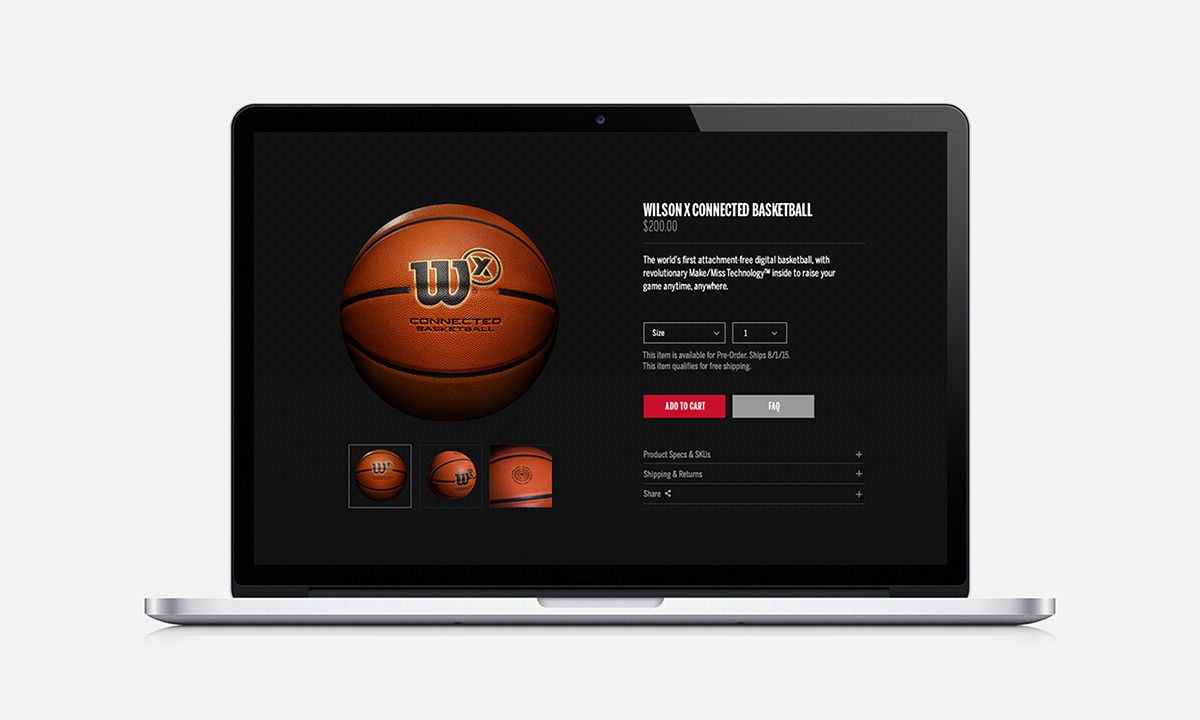 WX
CONNECTED
BASKETBALL
WILSON X CONNECTED BASKETBALL
$200.00
The world's first attachment-free digital basketball, with
revolutionary Make/Miss Technology™ inside to raise your
game anytime, anywhere.
Size 1
This item is available for Pre-Order. Ships 8/1/15.
This item qualifies for free shipping.
ADD TO CART FAQ
Product Specs & SKUs
Shipping & Returns
Share